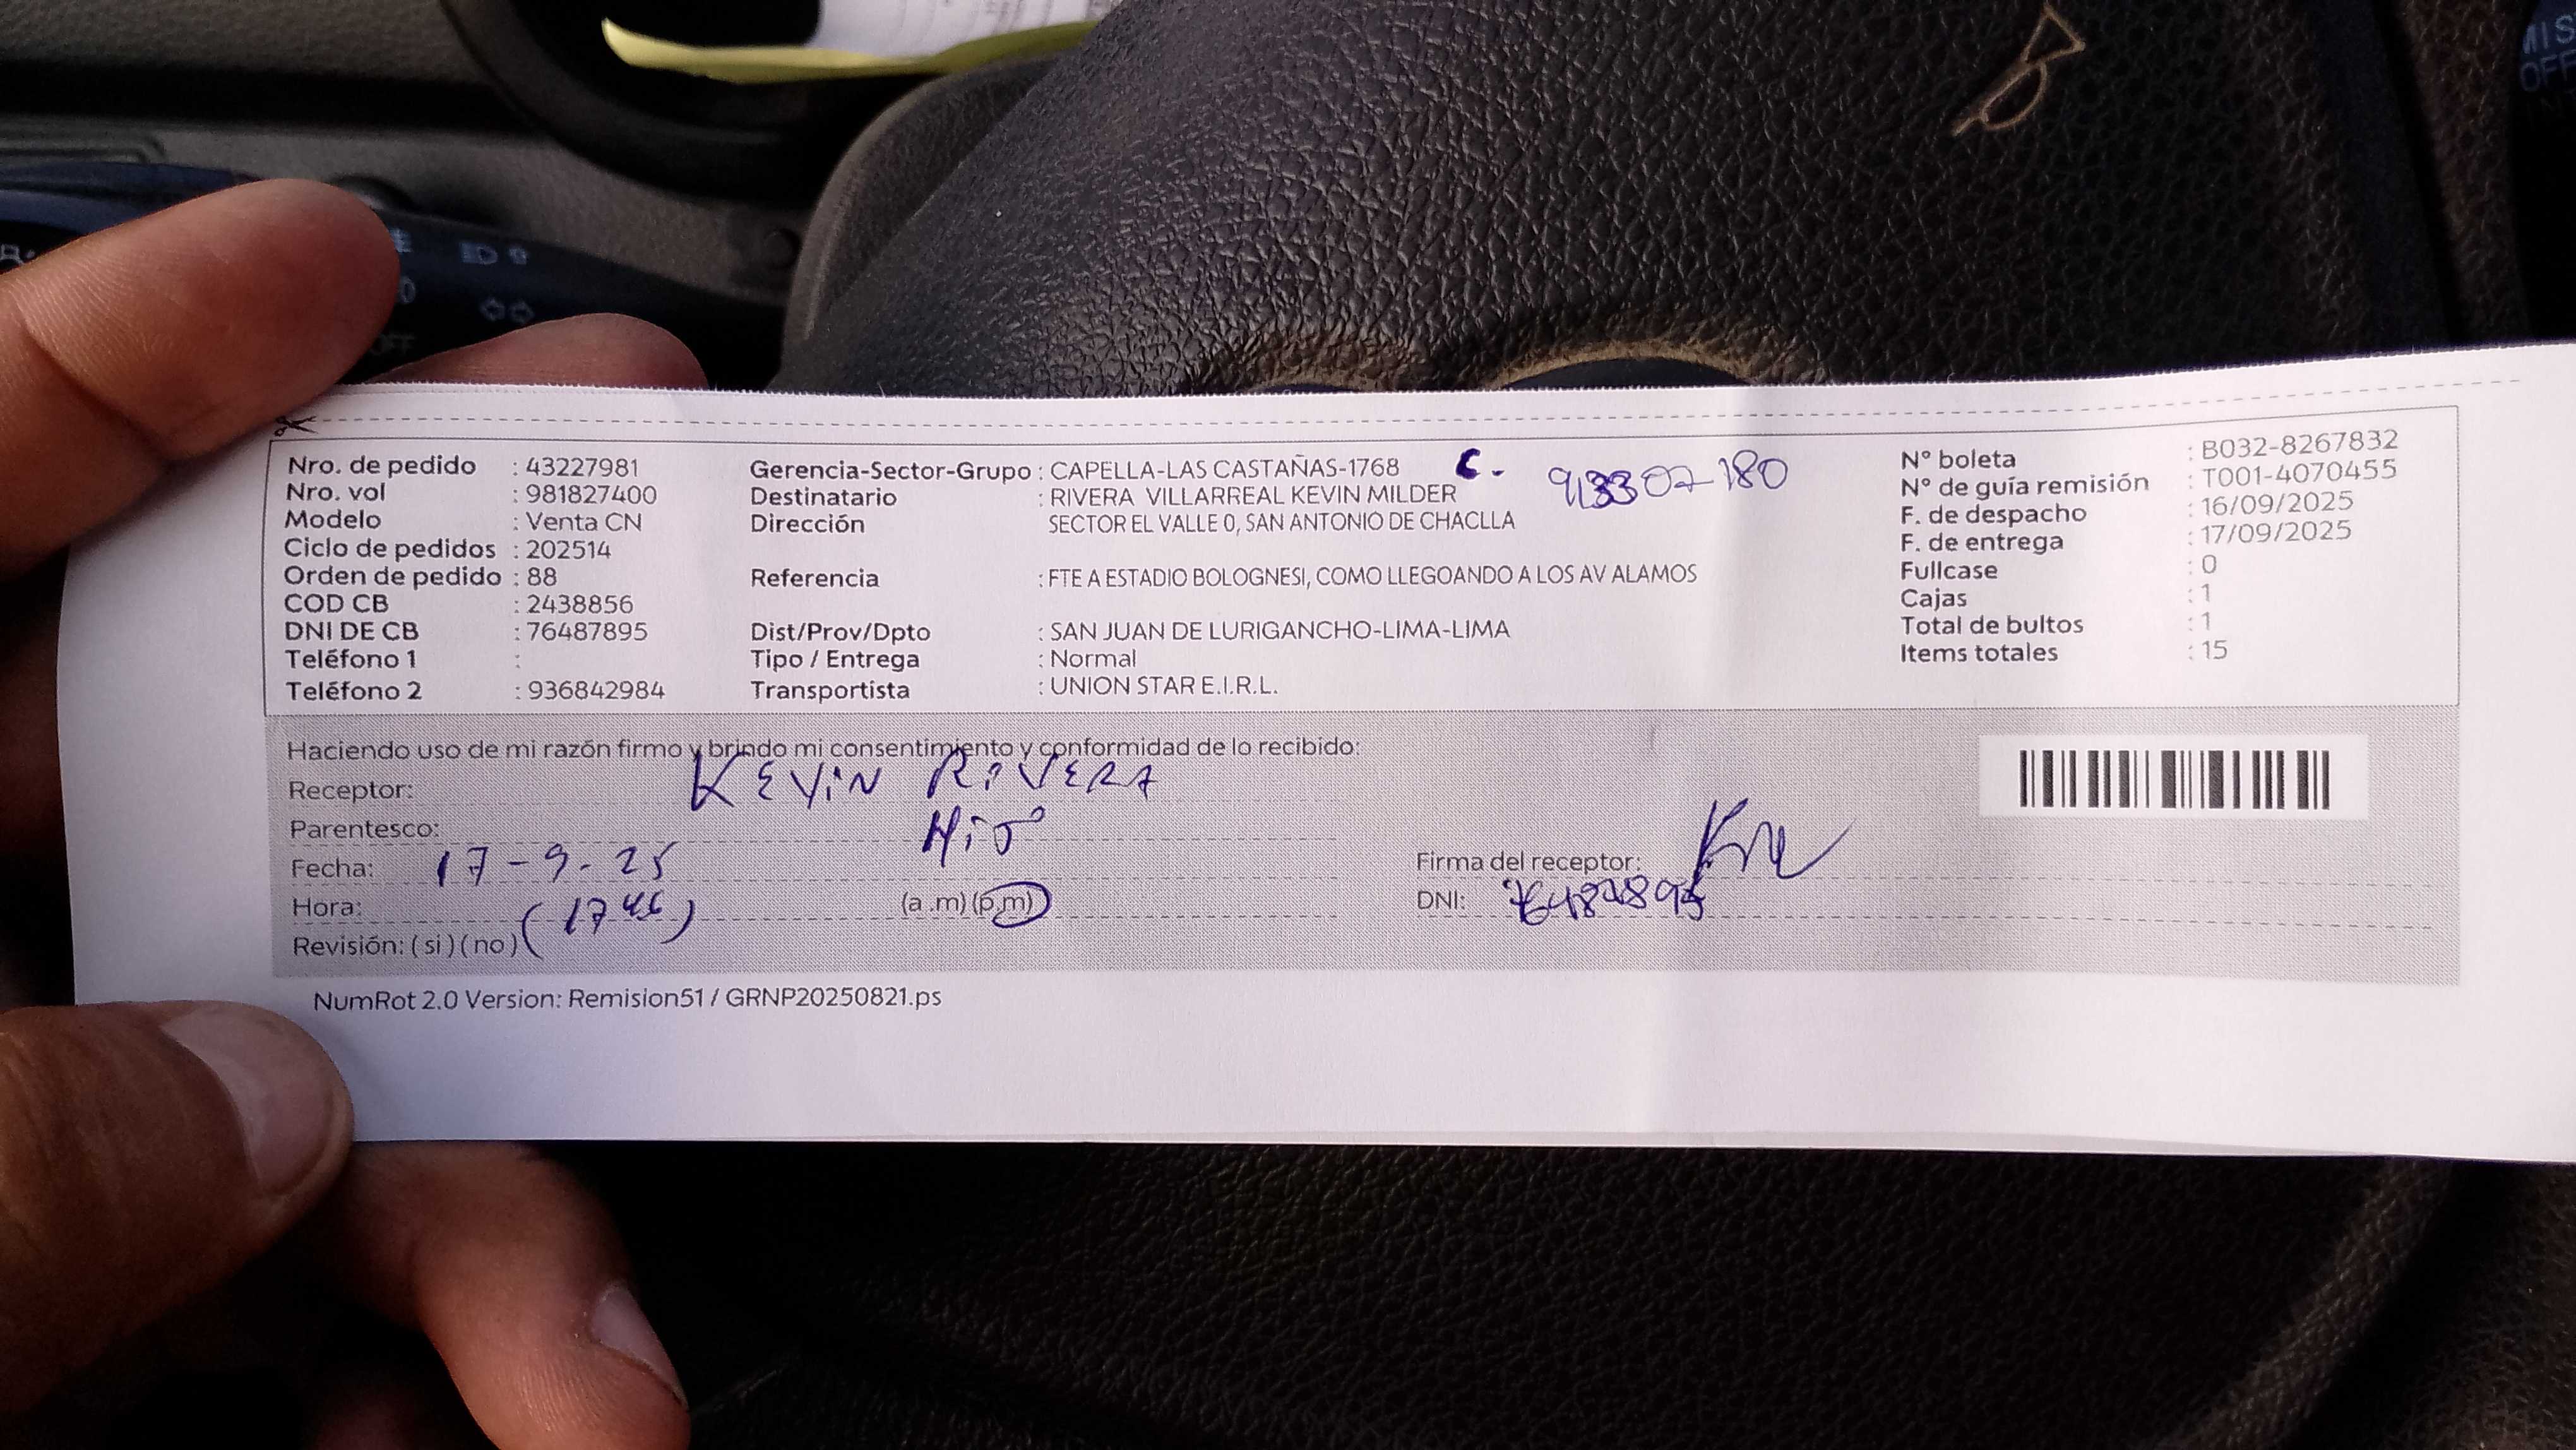 Nro. de pedido : 43227981
Nro. vol : 981827400
Modelo : Venta CN
Ciclo de pedidos : 202514
Orden de pedido : 88
COD CB : 2438856
DNI DE CB : 76487895
Teléfono 1 :
Teléfono 2 : 936842984
Gerencia-Sector-Grupo : CAPELLA-LAS CASTAÑAS-1768
Destinatario : RIVERA VILLARREAL KEVIN MILDER
Dirección SECTOR EL VALLE 0, SAN ANTONIO DE CHACLLA
Referencia : FTE A ESTADIO BOLOGNESI, COMO LLEGOANDO A LOS AV ALAMOS
Dist/Prov/Dpto : SAN JUAN DE LURIGANCHO-LIMA-LIMA
Tipo / Entrega : Normal
Transportista : UNION STAR E.I.R.L.
C.
N° boleta : B032-8267832
N° de guía remisión : T001-4070455
F. de despacho : 16/09/2025
F. de entrega : 17/09/2025
Fullcase : 0
Cajas : 1
Total de bultos : 1
Items totales : 15
Haciendo uso de mi razón firmo y brindo mi consentimiento y conformidad de lo recibido:
Receptor: KEVIN RIVERA
Parentesco:
Fecha: 17-9-25
Hora: (a .m) (p.m)
Revisión: ( si ) ( no )
Firma del receptor:
DNI:
NumRot 2.0 Version: Remision51 / GRNP20250821.ps
OFF